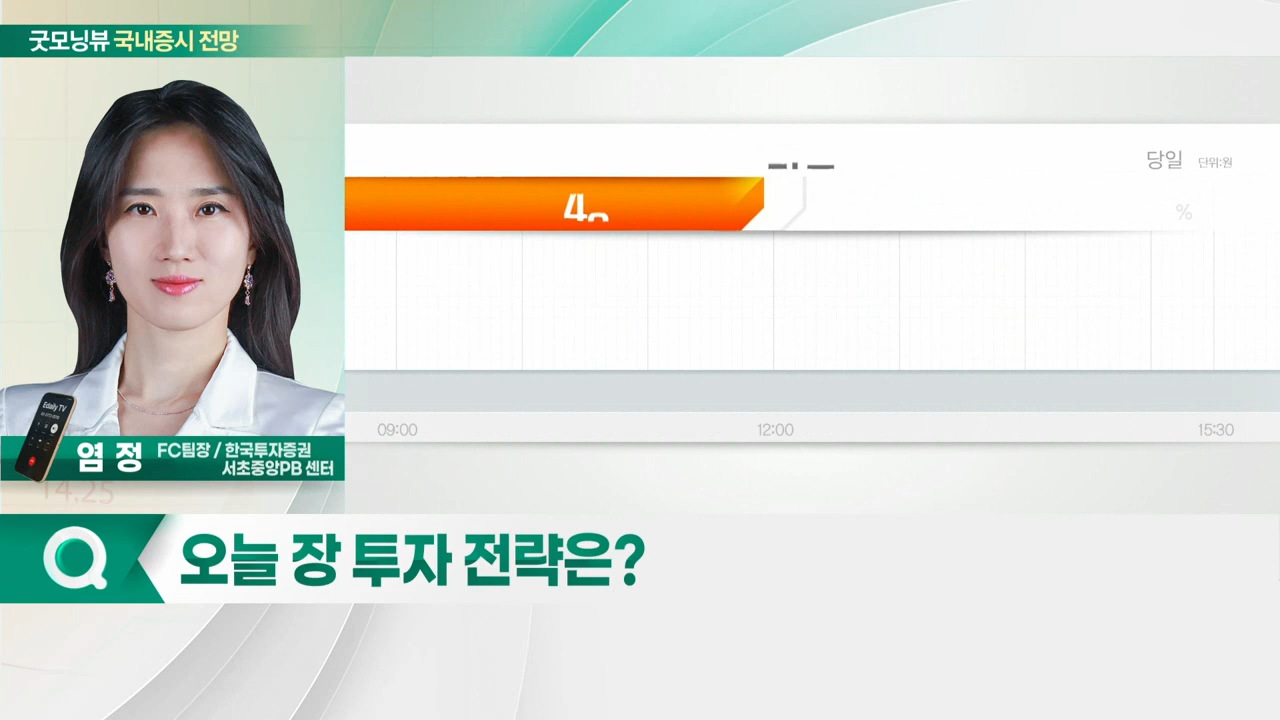 굿모닝뷰 국내증시 전망
당일 단위:원
%
09:00 12:00 15:30
Edaily TV
염 정 FC팀장 / 한국투자증권
서초중앙PB 센터
14.25
오늘 장 투자 전략은?